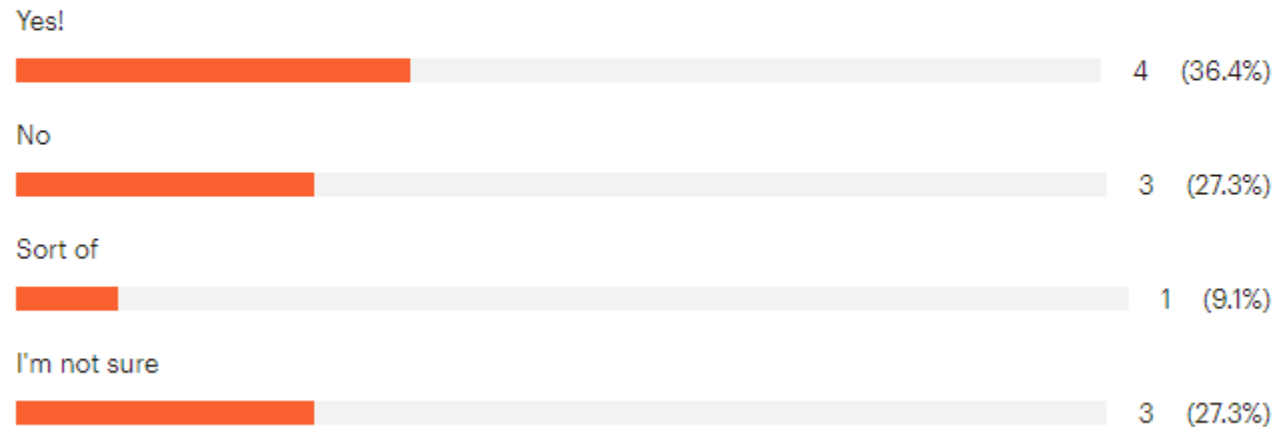 Yes!
4 (36.4%)
No
3 (27.3%)
Sort of
1 (9.1%)
I'm not sure
3 (27.3%)